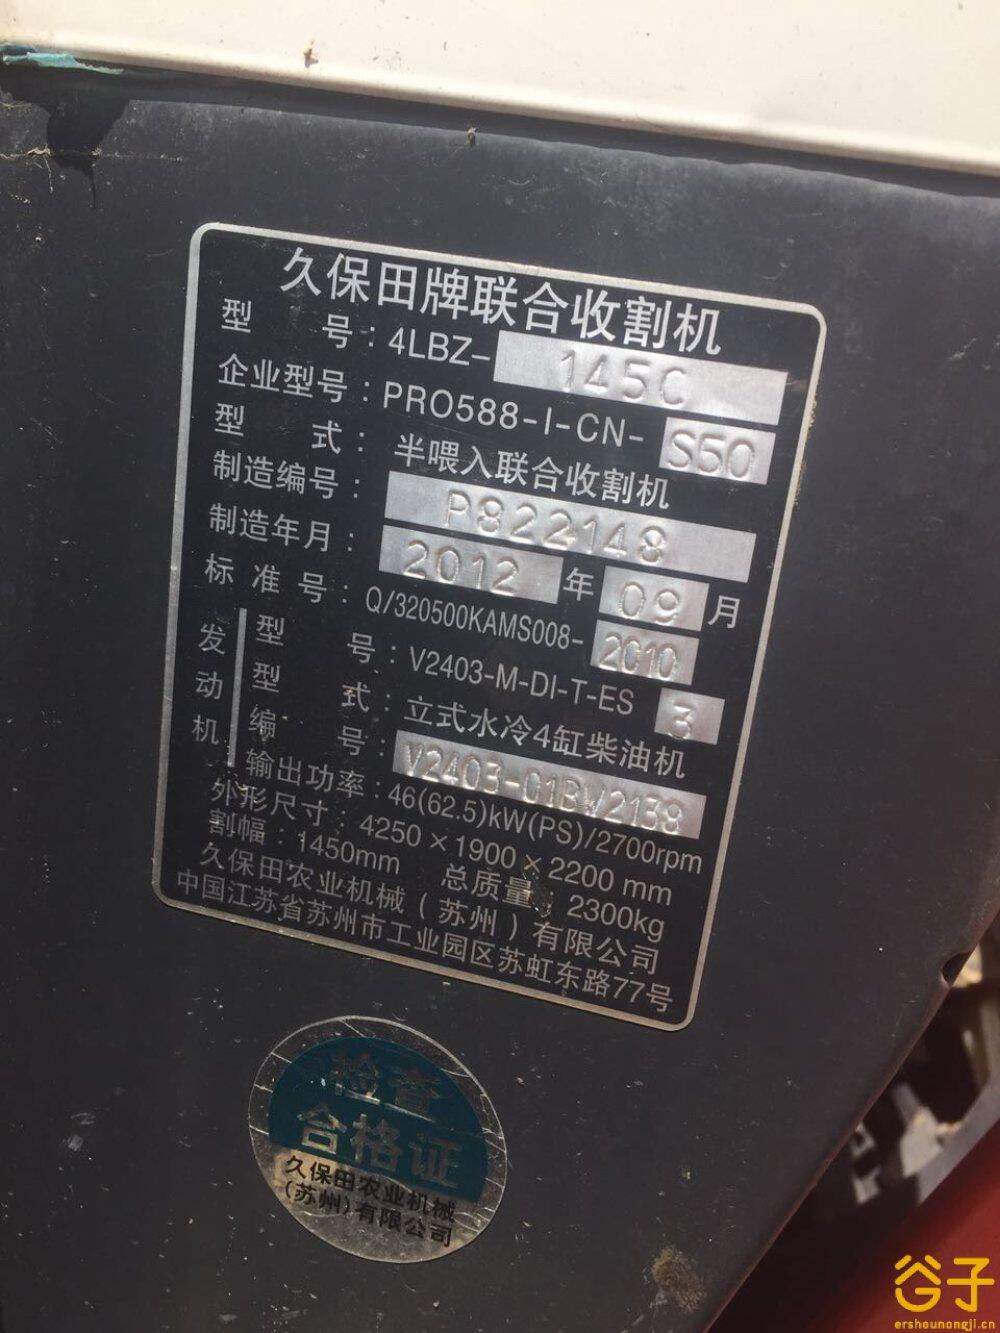 久保田牌联合收割机
型 号：4LBZ-145C
企业型号：PRO588-I-CN-S50
型 式：半喂入联合收割机
制造编号：P822148
制造年月：2012年09月
标 准 号：Q/320500KAMS008-2010
发动机
型 号：V2403-M-DI-T-ES3
型 式：立式水冷4缸柴油机
编 号：V2403-01BW2138
输出功率：46(62.5)kW(PS)/2700rpm
外形尺寸：4250×1900×2200 mm
割幅：1450mm 总质量：2300kg
久保田农业机械（苏州）有限公司
中国江苏省苏州市工业园区苏虹东路77号
检查
合格证
久保田农业机械
(苏州)有限公司
谷子
ershounongji.cn